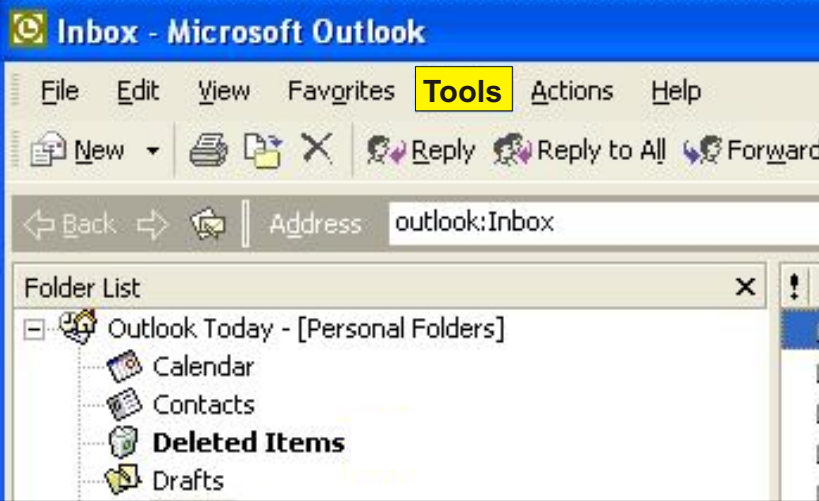 Inbox - Microsoft Outlook
File Edit View Favorites Tools Actions Help
New Reply Reply to All Forward
Back Address outlook:Inbox
Folder List !
Outlook Today - [Personal Folders]
Calendar
Contacts
Deleted Items
Drafts